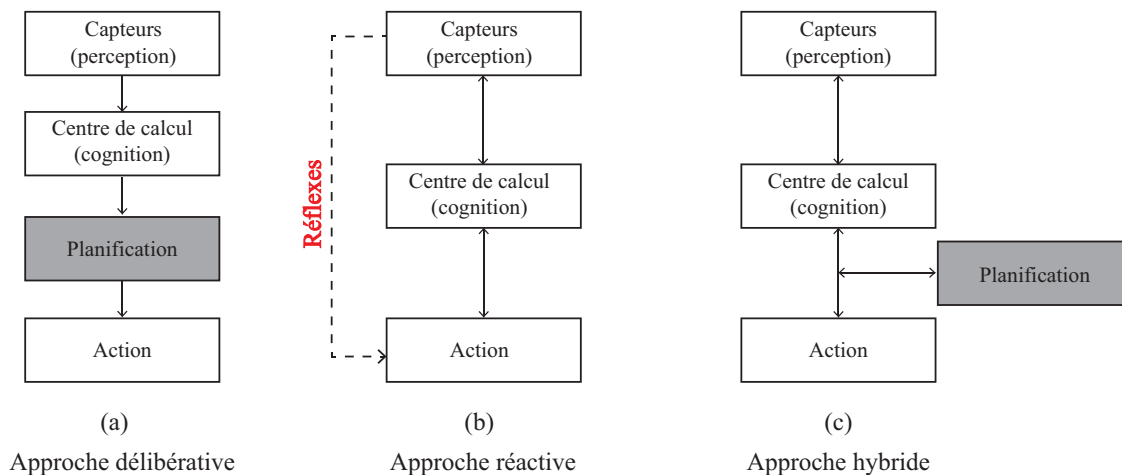 Capteurs
(perception)
Centre de calcul
(cognition)
Planification
Action
(a)
Approche délibérative
Capteurs
(perception)
Réflexes
Centre de calcul
(cognition)
Action
(b)
Approche réactive
Capteurs
(perception)
Centre de calcul
(cognition)
Planification
Action
(c)
Approche hybride